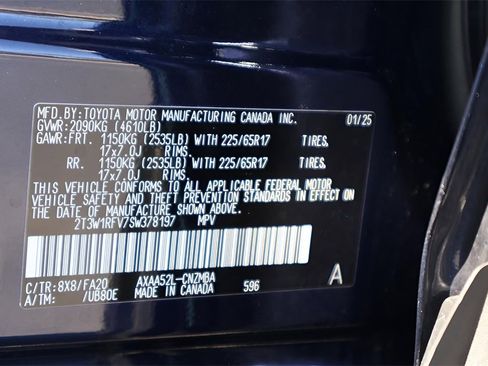 MFD.BY:TOYOTA MOTOR MANUFACTURING CANADA INC. 01/25
GVWR:2090KG (4610LB)
GAWR:FRT. 1150KG (2535LB) WITH 225/65R17 TIRES.
17x7.0J RIMS.
RR. 1150KG (2535LB) WITH 225/65R17 TIRES.
17x7.0J RIMS.
THIS VEHICLE CONFORMS TO ALL APPLICABLE FEDERAL MOTOR
VEHICLE SAFETY AND THEFT PREVENTION STANDARDS IN EFFECT
ON THE DATE OF MANUFACTURE SHOWN ABOVE.
2T3W1RFV7SW378197 MPV
C/TR:8X8/FA20 AXAA52L-CNZMBA
A/TM: /UB80E MADE IN CANADA 596 A